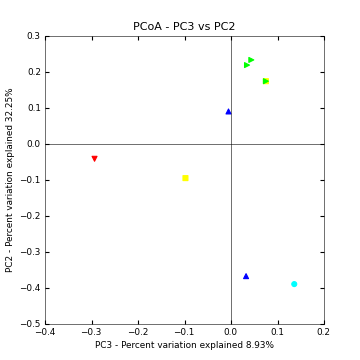 PCoA - PC3 vs PC2
0.3
0.2
0.1
0.0
−0.1
−0.2
−0.3
−0.4
−0.5
PC2 - Percent variation explained 32.25%
−0.4 −0.3 −0.2 −0.1 0.0 0.1 0.2
PC3 - Percent variation explained 8.93%